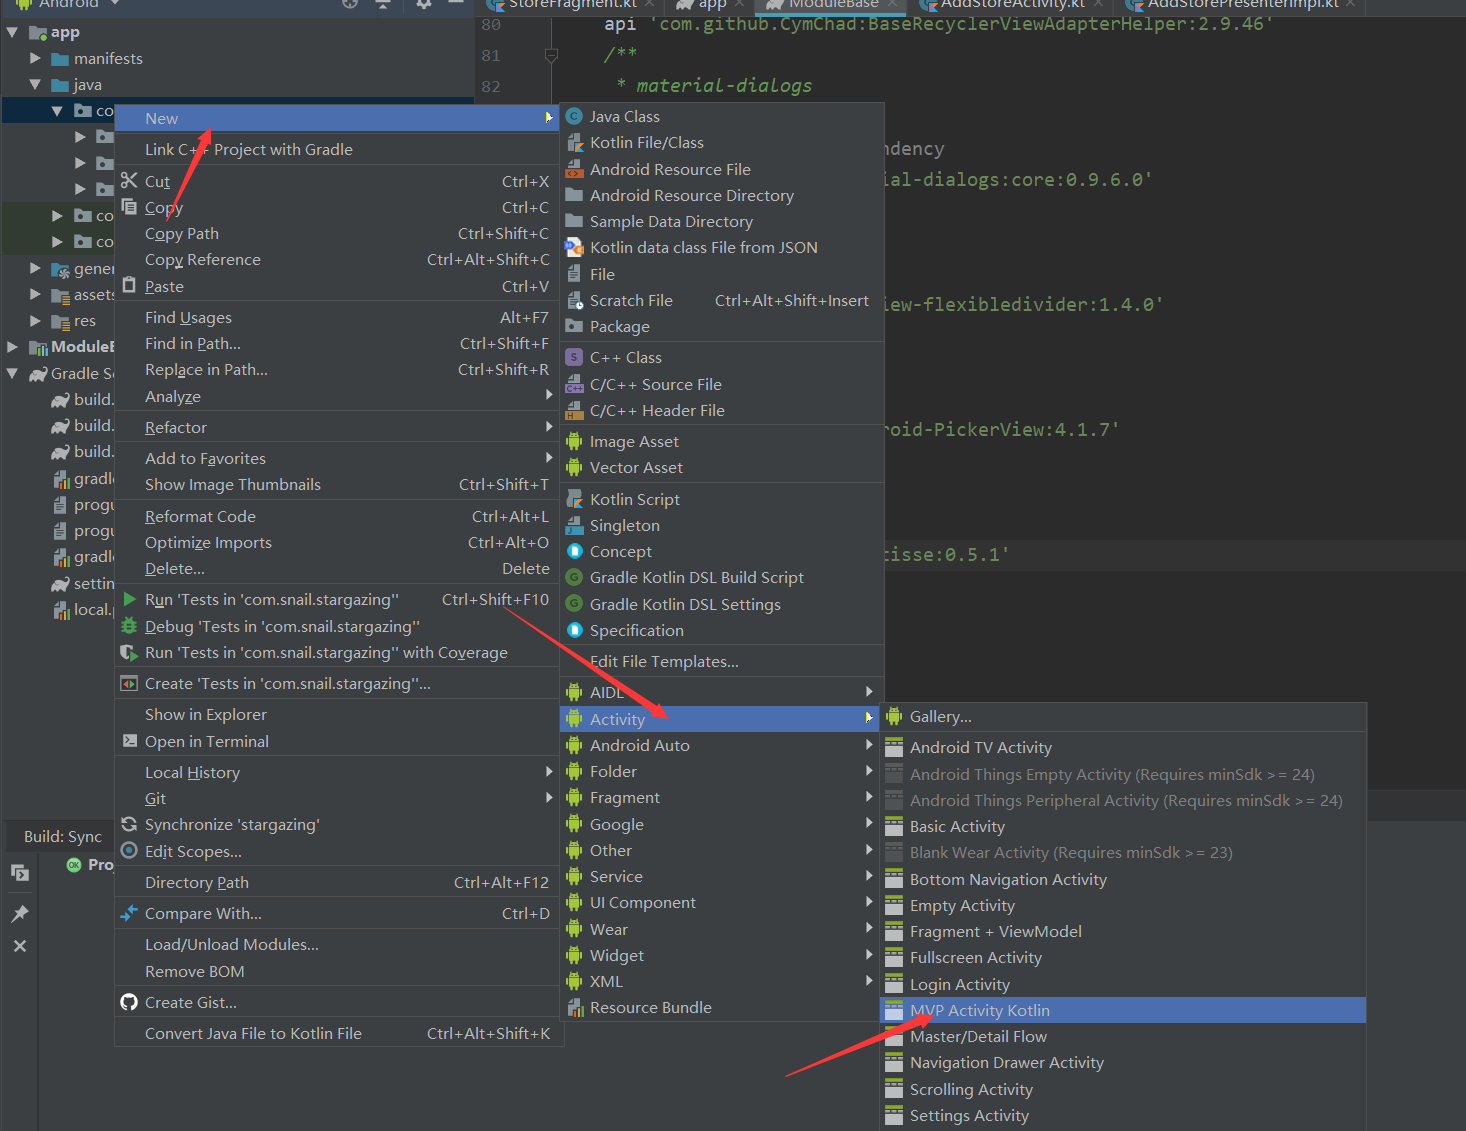 Android
StoreFragment.kt
app
ModuleBase
AddStoreActivity.kt
AddStorePresenterImpl.kt
app
manifests
java
co
co
co
gener
assets
res
ModuleB
Gradle Sc
build.
build.
build.
gradle
progu
progu
gradle
settin
local.p
80
api 'com.github.CymChad:BaseRecyclerViewAdapterHelper:2.9.46'
81
/**
82
* material-dialogs
ndency
ial-dialogs:core:0.9.6.0'
iew-flexibledivider:1.4.0'
roid-PickerView:4.1.7'
tisse:0.5.1'
New
Link C++ Project with Gradle
Cut Ctrl+X
Copy Ctrl+C
Copy Path Ctrl+Shift+C
Copy Reference Ctrl+Alt+Shift+C
Paste Ctrl+V
Find Usages Alt+F7
Find in Path... Ctrl+Shift+F
Replace in Path... Ctrl+Shift+R
Analyze
Refactor
Add to Favorites
Show Image Thumbnails Ctrl+Shift+T
Reformat Code Ctrl+Alt+L
Optimize Imports Ctrl+Alt+O
Delete... Delete
Run 'Tests in 'com.snail.stargazing'' Ctrl+Shift+F10
Debug 'Tests in 'com.snail.stargazing''
Run 'Tests in 'com.snail.stargazing'' with Coverage
Create 'Tests in 'com.snail.stargazing''...
Show in Explorer
Open in Terminal
Local History
Git
Synchronize 'stargazing'
Edit Scopes...
Directory Path Ctrl+Alt+F12
Compare With... Ctrl+D
Load/Unload Modules...
Remove BOM
Create Gist...
Convert Java File to Kotlin File Ctrl+Alt+Shift+K
Java Class
Kotlin File/Class
Android Resource File
Android Resource Directory
Sample Data Directory
Kotlin data class File from JSON
File
Scratch File Ctrl+Alt+Shift+Insert
Package
C++ Class
C/C++ Source File
C/C++ Header File
Image Asset
Vector Asset
Kotlin Script
Singleton
Concept
Gradle Kotlin DSL Build Script
Gradle Kotlin DSL Settings
Specification
Edit File Templates...
AIDL
Activity
Android Auto
Folder
Fragment
Google
Other
Service
UI Component
Wear
Widget
XML
Resource Bundle
Gallery...
Android TV Activity
Android Things Empty Activity (Requires minSdk >= 24)
Android Things Peripheral Activity (Requires minSdk >= 24)
Basic Activity
Blank Wear Activity (Requires minSdk >= 23)
Bottom Navigation Activity
Empty Activity
Fragment + ViewModel
Fullscreen Activity
Login Activity
MVP Activity Kotlin
Master/Detail Flow
Navigation Drawer Activity
Scrolling Activity
Settings Activity
Build: Sync
OK Pro